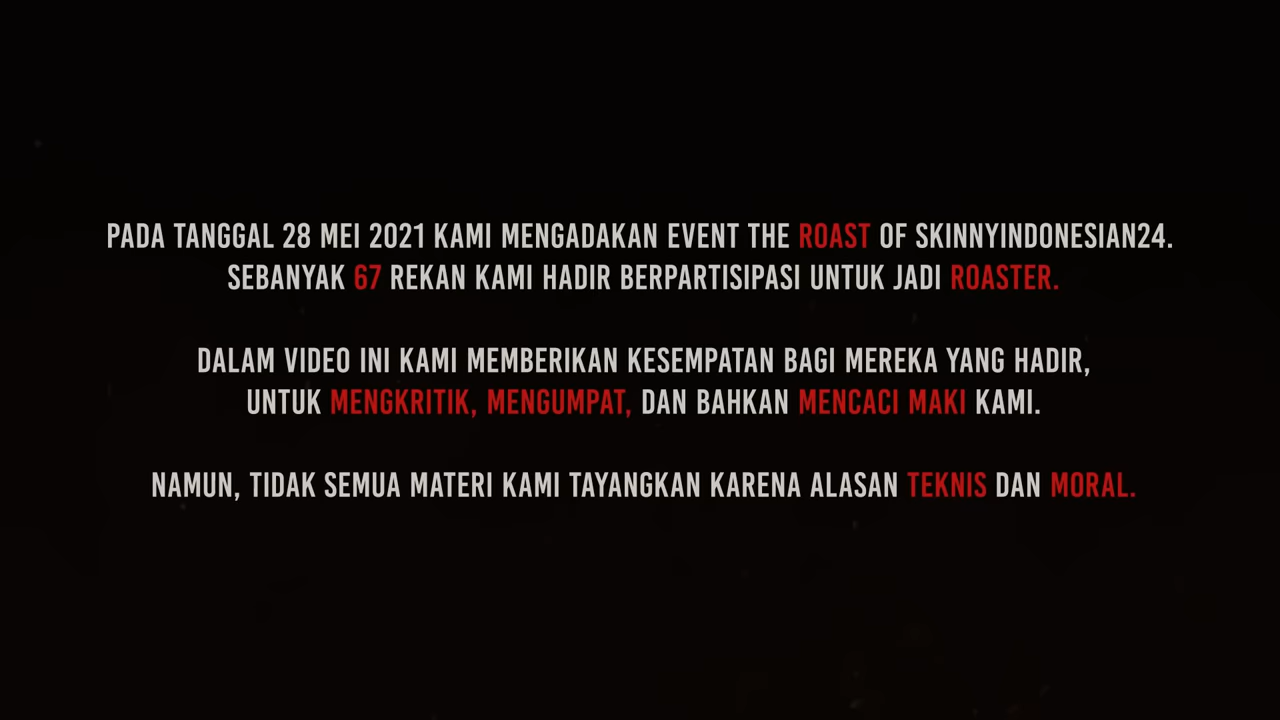 PADA TANGGAL 28 MEI 2021 KAMI MENGADAKAN EVENT THE ROAST OF SKINNYINDONESIAN24.
SEBANYAK 67 REKAN KAMI HADIR BERPARTISIPASI UNTUK JADI ROASTER.
DALAM VIDEO INI KAMI MEMBERIKAN KESEMPATAN BAGI MEREKA YANG HADIR,
UNTUK MENGKRITIK, MENGUMPAT, DAN BAHKAN MENCACI MAKI KAMI.
NAMUN, TIDAK SEMUA MATERI KAMI TAYANGKAN KARENA ALASAN TEKNIS DAN MORAL.